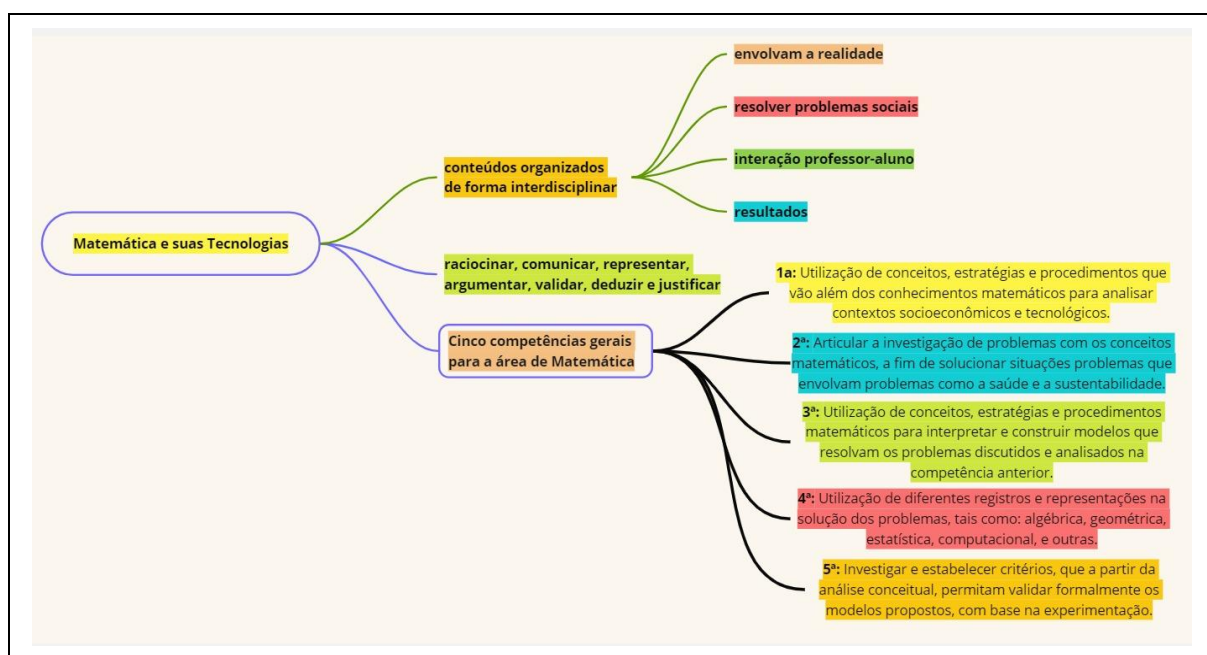 envolvam a realidade
resolver problemas sociais
conteúdos organizados
de forma interdisciplinar
interação professor-aluno
resultados
Matemática e suas Tecnologias
raciocinar, comunicar, representar,
argumentar, validar, deduzir e justificar
Cinco competências gerais
para a área de Matemática
1a: Utilização de conceitos, estratégias e procedimentos que
vão além dos conhecimentos matemáticos para analisar
contextos socioeconômicos e tecnológicos.
2ª: Articular a investigação de problemas com os conceitos
matemáticos, a fim de solucionar situações problemas que
envolvam problemas como a saúde e a sustentabilidade.
3ª: Utilização de conceitos, estratégias e procedimentos
matemáticos para interpretar e construir modelos que
resolvam os problemas discutidos e analisados na
competência anterior.
4ª: Utilização de diferentes registros e representações na
solução dos problemas, tais como: algébrica, geométrica,
estatística, computacional, e outras.
5ª: Investigar e estabelecer critérios, que a partir da
análise conceitual, permitam validar formalmente os
modelos propostos, com base na experimentação.